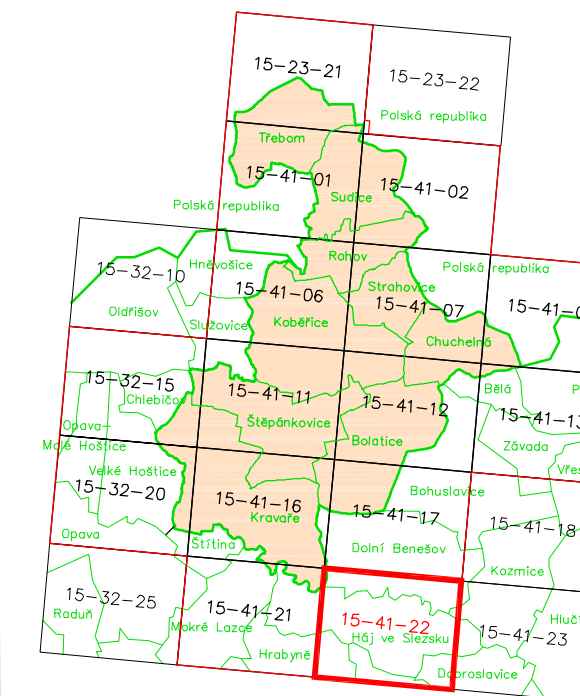 15-23-21
15-23-22
Polská republika
Třebom
15-41-01
15-41-02
Sudice
Polská republika
Rohov
Hněvošice
Polská republika
15-32-10
15-41-06
Strahovice
15-41-07
Oldřišov
Služovice
Kobeřice
Chuchelná
15-32-15
15-41-11
15-41-12
Bělá
Chlebičov
15-41-13
Štěpánkovice
Opava-
Malé Hoštice
Bolatice
Závada
Velké Hoštice
15-32-20
15-41-16
Bohuslavice
Kravaře
15-41-17
15-41-18
Opava
Štítina
Dolní Benešov
Kozmice
15-32-25
Raduň
15-41-21
15-41-22
Mokré Lazce
Háj ve Slezsku
15-41-23
Hrabyně
Dobroslavice